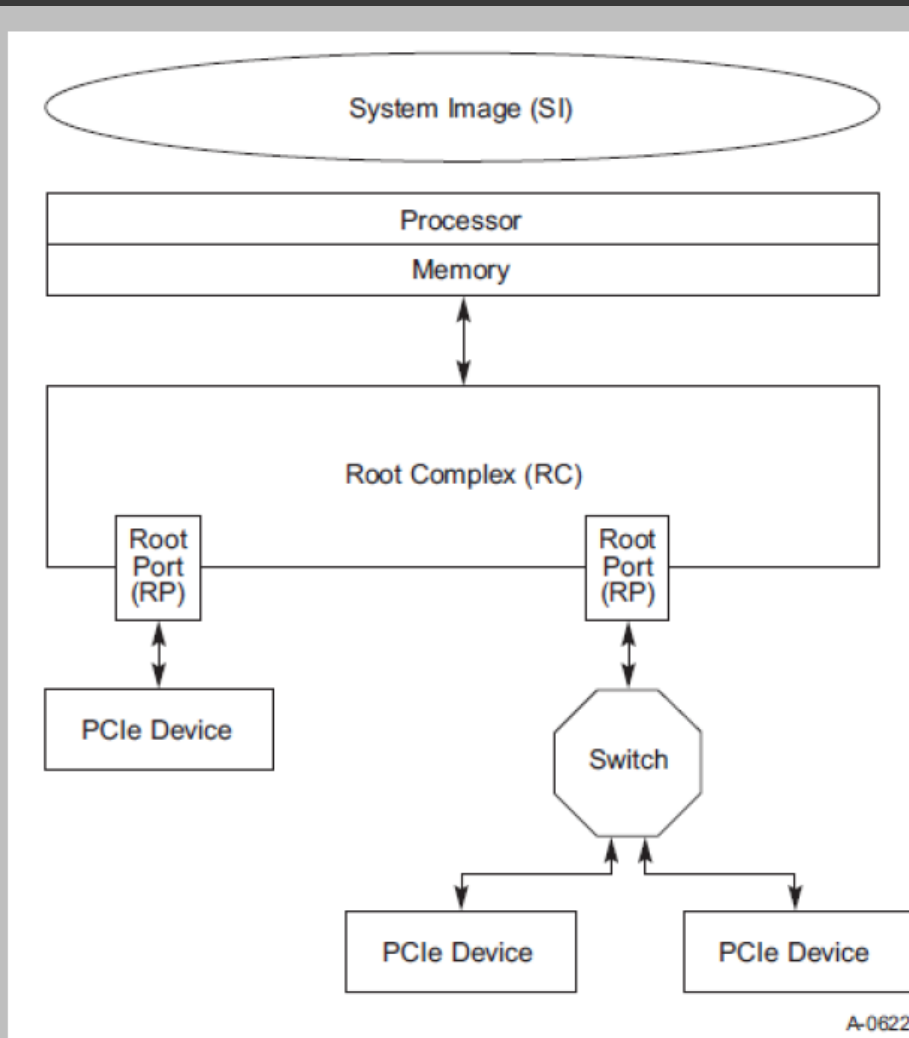 System Image (SI)
Processor
Memory
Root Complex (RC)
Root
Port
(RP)
Root
Port
(RP)
PCIe Device
Switch
PCIe Device
PCIe Device
A-0622